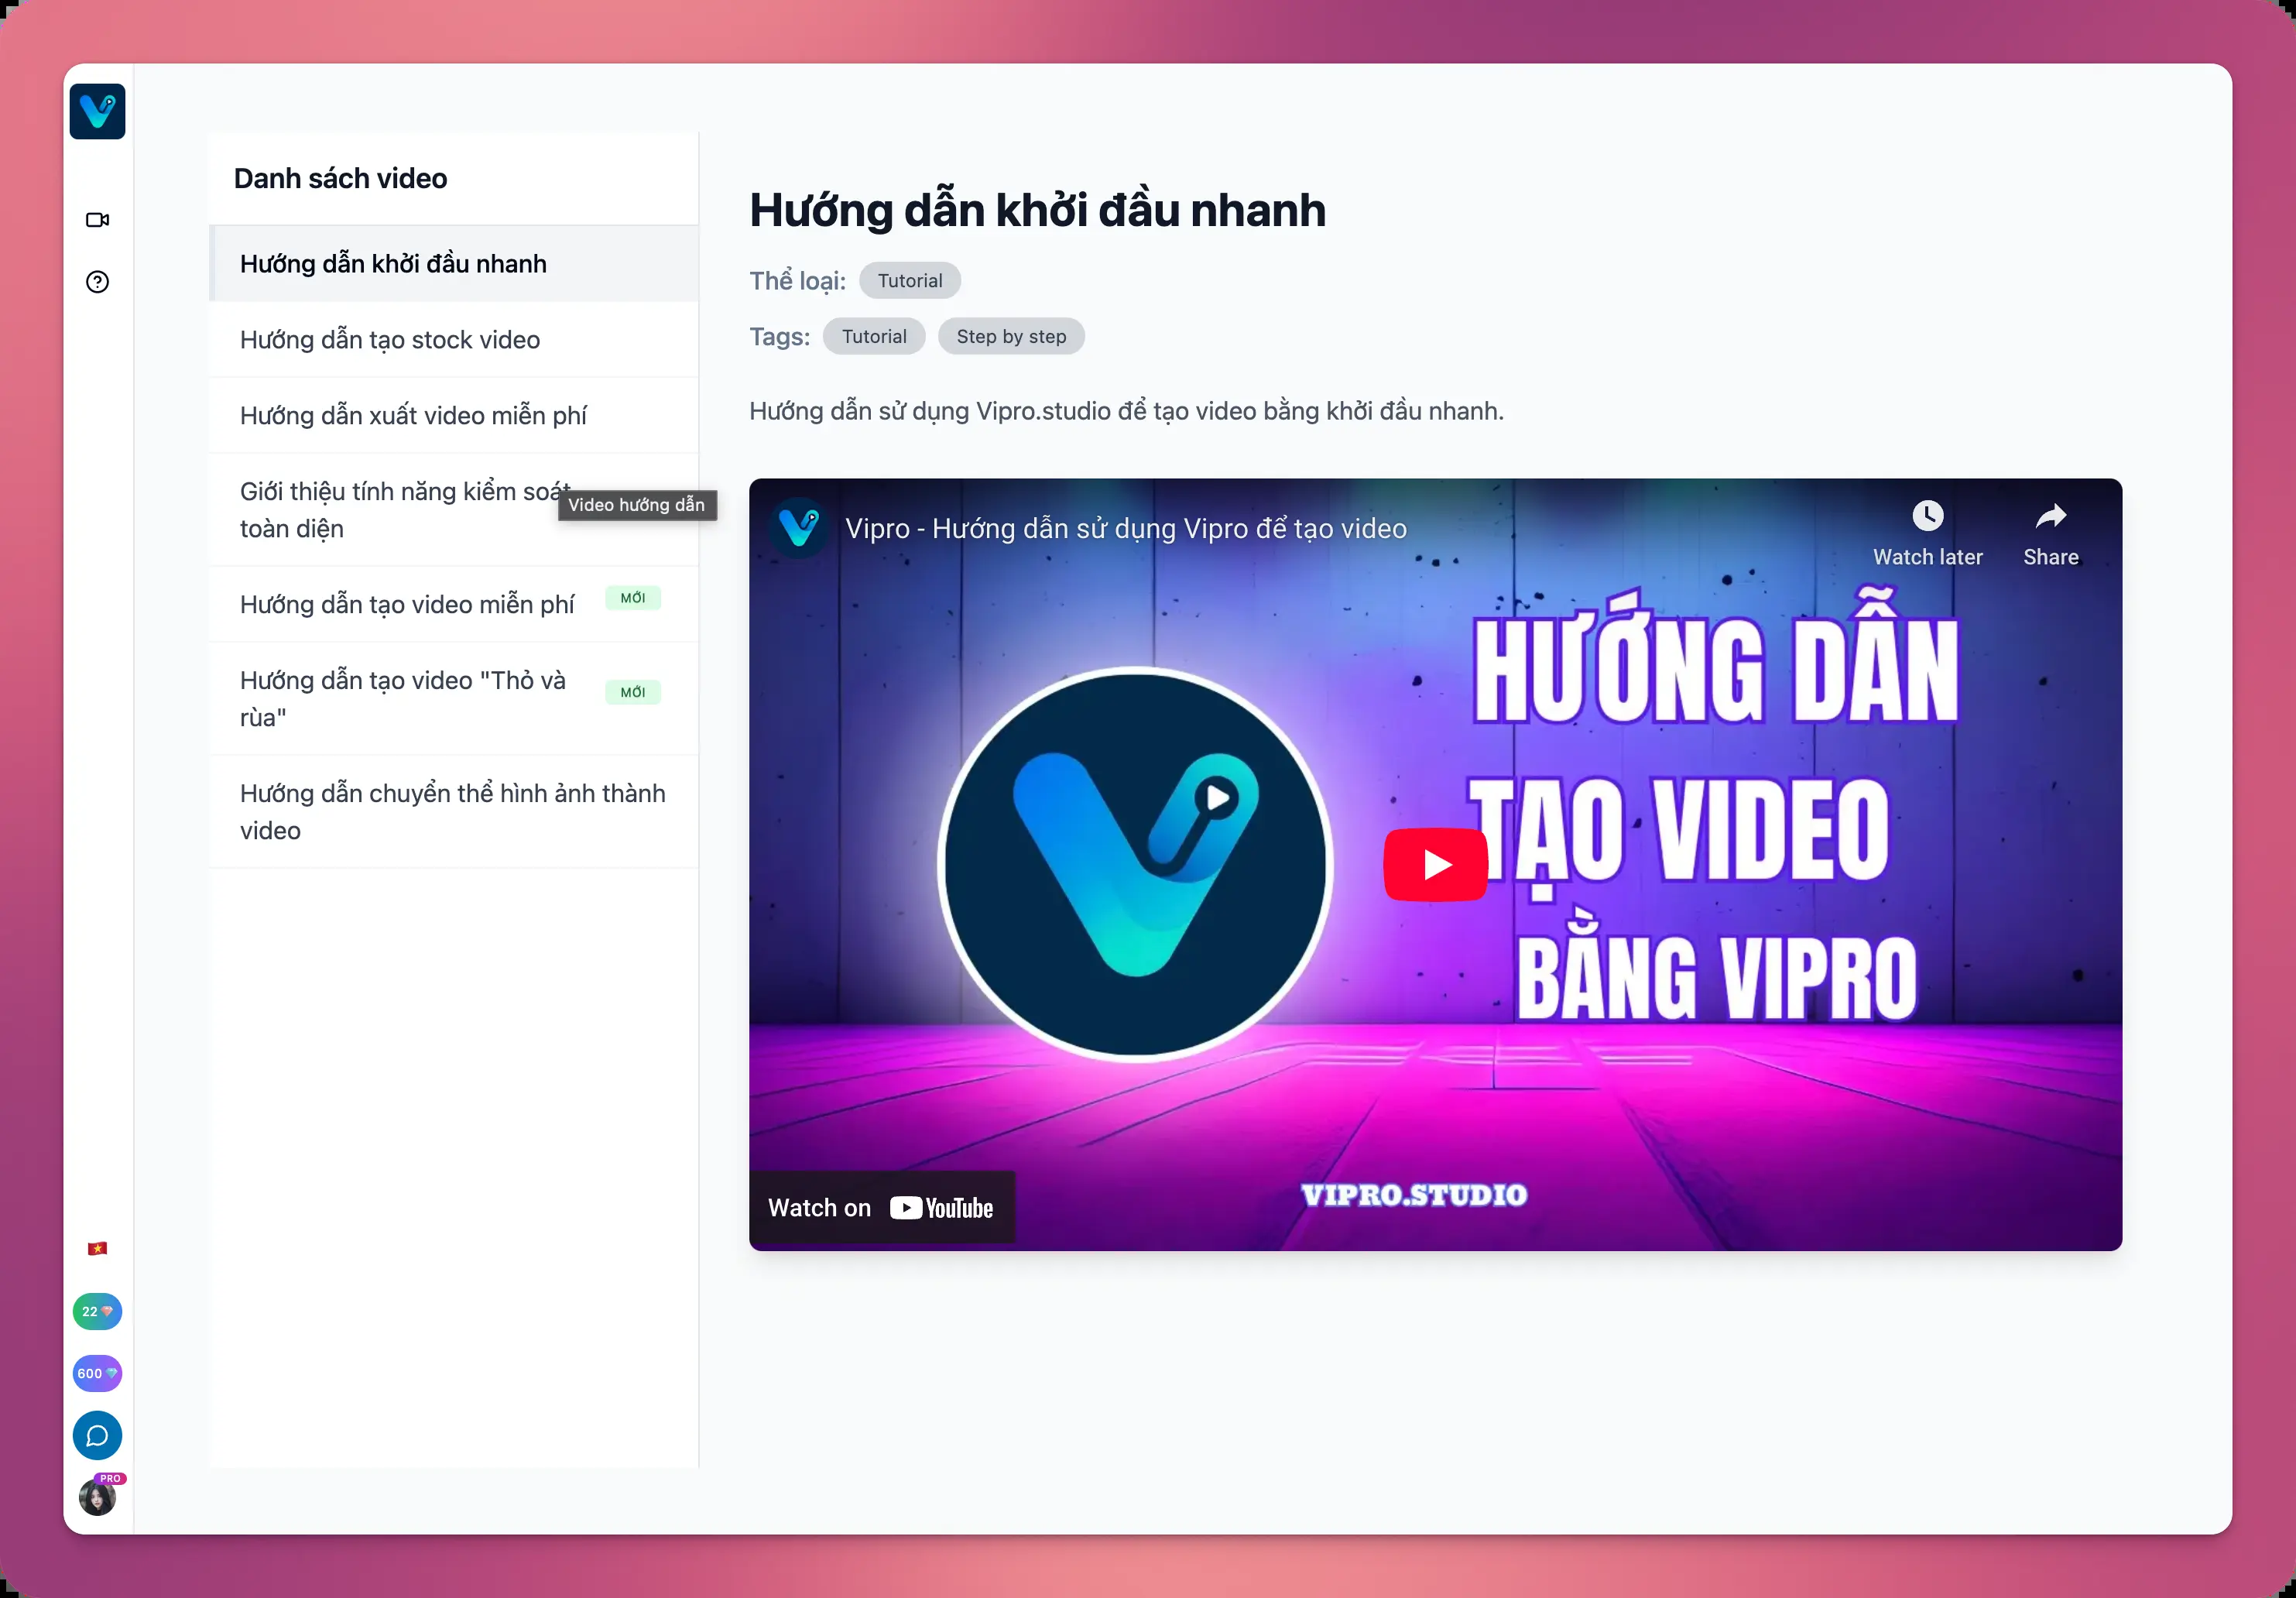 Danh sách video
Hướng dẫn khởi đầu nhanh
Hướng dẫn tạo stock video
Hướng dẫn xuất video miễn phí
Giới thiệu tính năng kiểm soát
toàn diện
Video hướng dẫn
Hướng dẫn tạo video miễn phí
MỚI
Hướng dẫn tạo video "Thỏ và
rùa"
MỚI
Hướng dẫn chuyển thể hình ảnh thành
video
22
600
PRO
Hướng dẫn khởi đầu nhanh
Thể loại: Tutorial
Tags: Tutorial Step by step
Hướng dẫn sử dụng Vipro.studio để tạo video bằng khởi đầu nhanh.
Vipro - Hướng dẫn sử dụng Vipro để tạo video
Watch later
Share
HƯỚNG DẪN
TẠO VIDEO
BẰNG VIPRO
VIPRO.STUDIO
Watch on YouTube